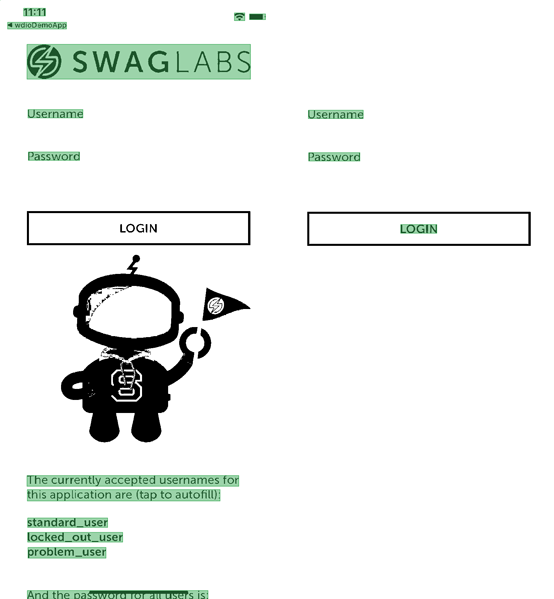 11:11
◀ wdioDemoApp
SWAGLABS
Username
Password
LOGIN
The currently accepted usernames for
this application are (tap to autofill):
standard_user
locked_out_user
problem_user
And the password for all users is:
Username
Password
LOGIN